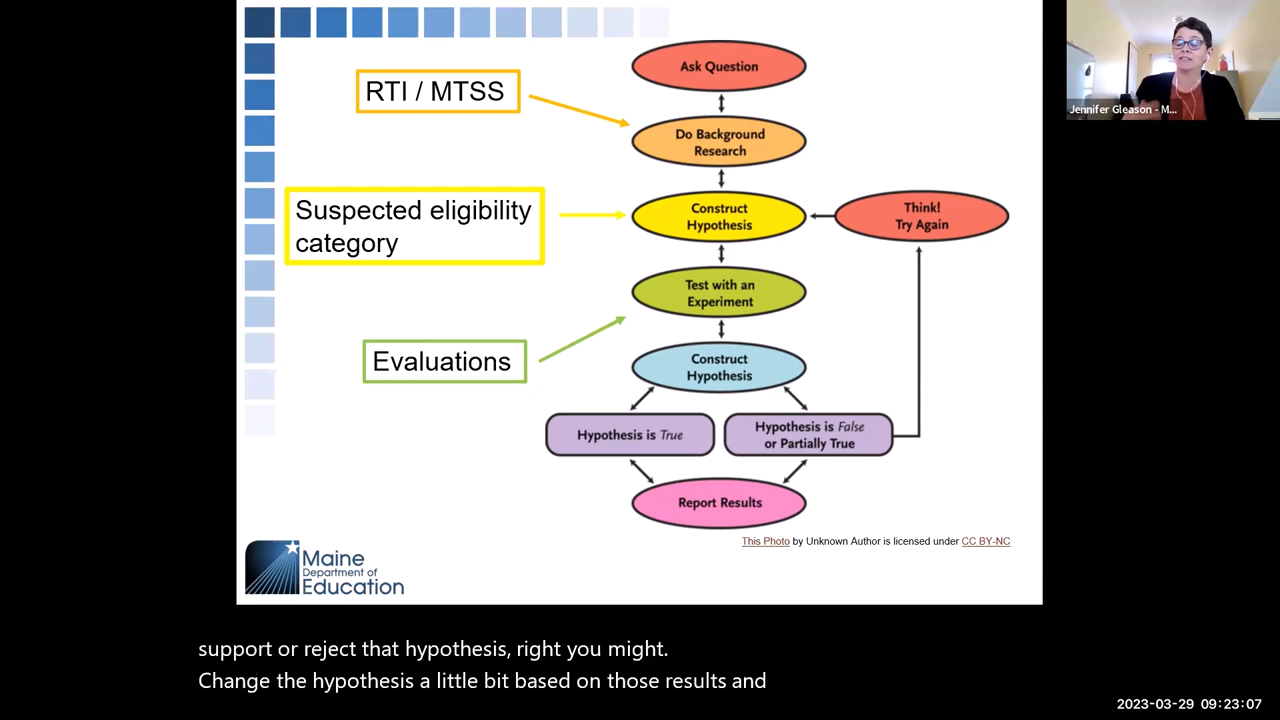 Ask Question
RTI / MTSS
Do Background
Research
Suspected eligibility
category
Construct
Hypothesis
Think!
Try Again
Test with an
Experiment
Evaluations
Construct
Hypothesis
Hypothesis is True
Hypothesis is False
or Partially True
Report Results
This Photo by Unknown Author is licensed under CC BY-NC
Maine
Department of
Education
Jennifer Gleason - M...
support or reject that hypothesis, right you might.
Change the hypothesis a little bit based on those results and
2023-03-29 09:23:07